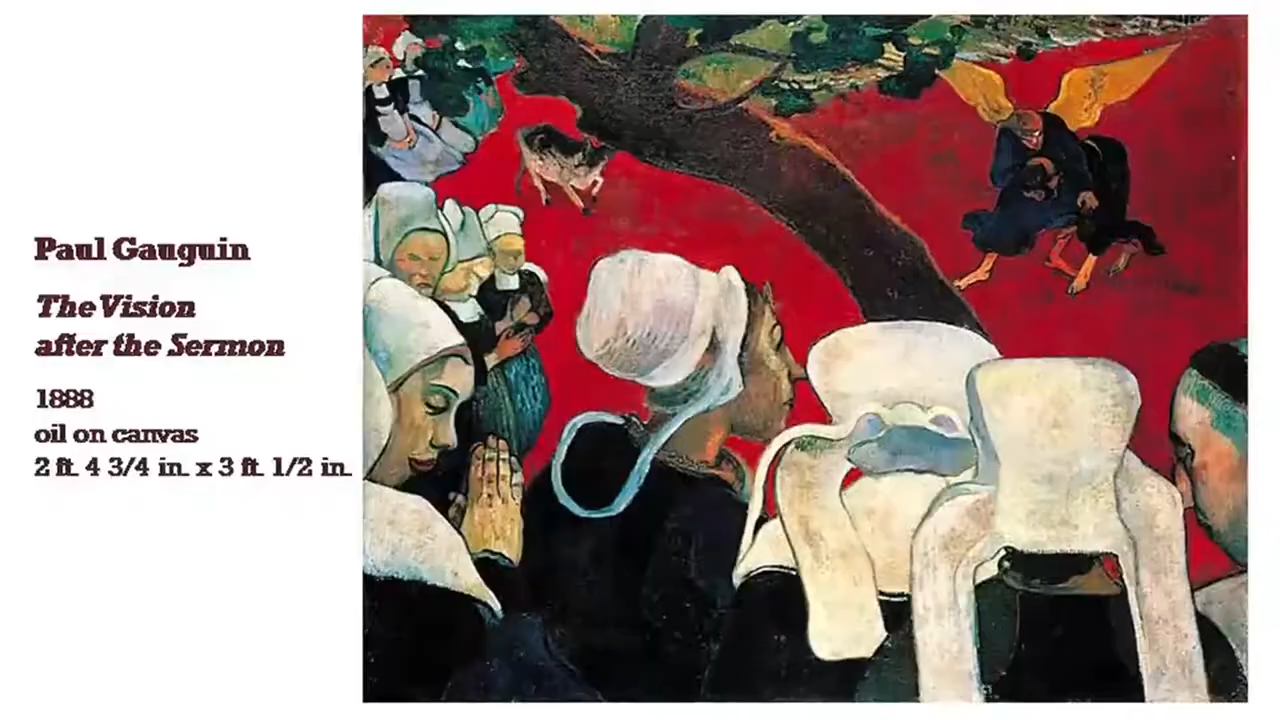 Paul Gauguin
The Vision
after the Sermon
1888
oil on canvas
2 ft. 4 3/4 in. x 3 ft. 1/2 in.